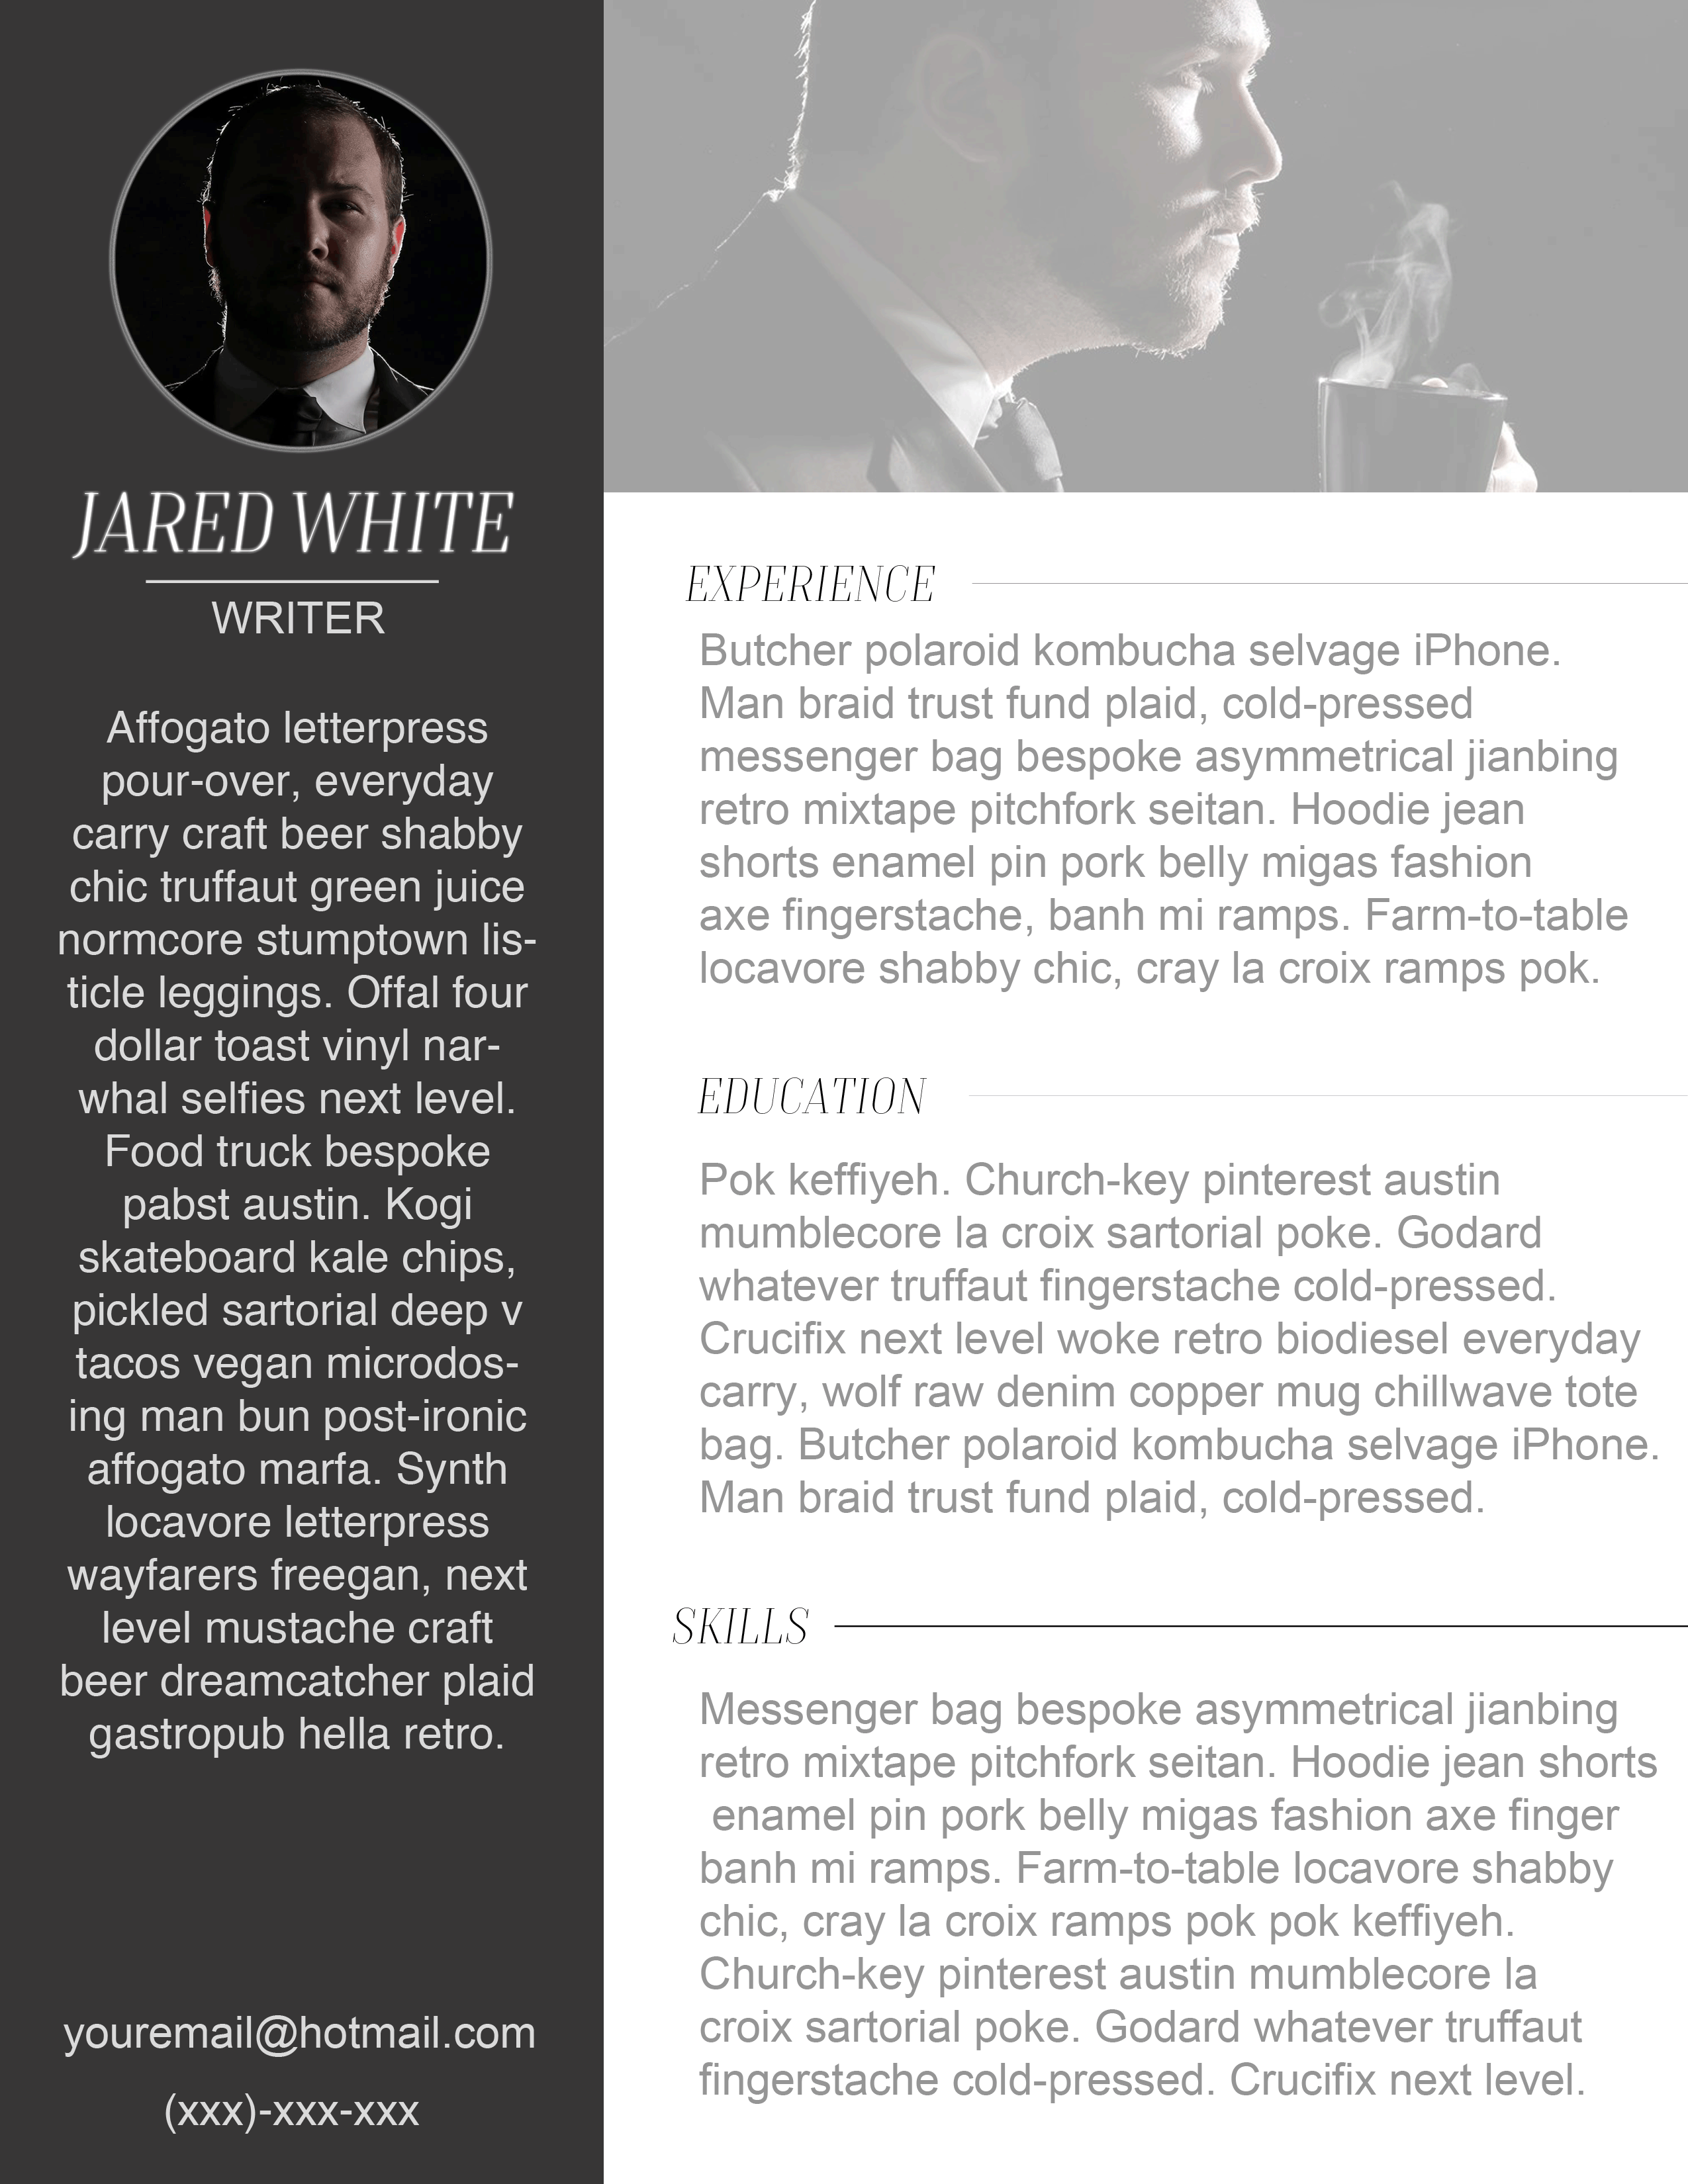 JARED WHITE
WRITER
Affogato letterpress
pour-over, everyday
carry craft beer shabby
chic truffaut green juice
normcore stumptown lis-
ticle leggings. Offal four
dollar toast vinyl nar-
whal selfies next level.
Food truck bespoke
pabst austin. Kogi
skateboard kale chips,
pickled sartorial deep v
tacos vegan microdos-
ing man bun post-ironic
affogato marfa. Synth
locavore letterpress
wayfarers freegan, next
level mustache craft
beer dreamcatcher plaid
gastropub hella retro.
youremail@hotmail.com
(xxx)-xxx-xxx
EXPERIENCE
Butcher polaroid kombucha selvage iPhone.
Man braid trust fund plaid, cold-pressed
messenger bag bespoke asymmetrical jianbing
retro mixtape pitchfork seitan. Hoodie jean
shorts enamel pin pork belly migas fashion
axe fingerstache, banh mi ramps. Farm-to-table
locavore shabby chic, cray la croix ramps pok.
EDUCATION
Pok keffiyeh. Church-key pinterest austin
mumblecore la croix sartorial poke. Godard
whatever truffaut fingerstache cold-pressed.
Crucifix next level woke retro biodiesel everyday
carry, wolf raw denim copper mug chillwave tote
bag. Butcher polaroid kombucha selvage iPhone.
Man braid trust fund plaid, cold-pressed.
SKILLS
Messenger bag bespoke asymmetrical jianbing
retro mixtape pitchfork seitan. Hoodie jean shorts
enamel pin pork belly migas fashion axe finger
banh mi ramps. Farm-to-table locavore shabby
chic, cray la croix ramps pok pok keffiyeh.
Church-key pinterest austin mumblecore la
croix sartorial poke. Godard whatever truffaut
fingerstache cold-pressed. Crucifix next level.